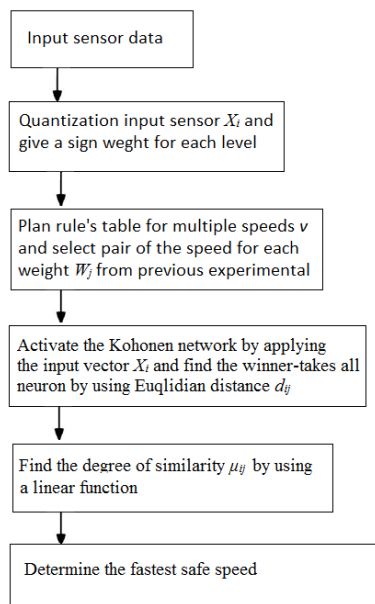 Input sensor data
Quantization input sensor Xi and
give a sign weght for each level
Plan rule's table for multiple speeds v
and select pair of the speed for each
weight Wj from previous experimental
Activate the Kohonen network by applying
the input vector Xi and find the winner-takes all
neuron by using Euqlidian distance dij
Find the degree of similarity μij by using
a linear function
Determine the fastest safe speed